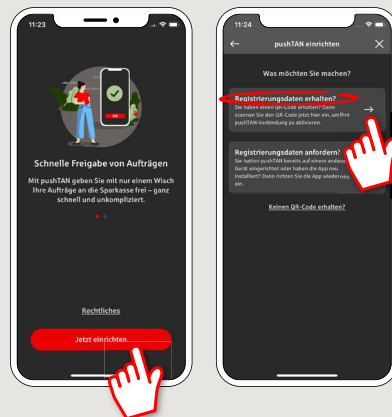 11:23
OK
Schnelle Freigabe von Aufträgen
Mit pushTAN geben Sie mit nur einem Wisch
Ihre Aufträge an die Sparkasse frei – ganz
schnell und unkompliziert.
Rechtliches
Jetzt einrichten
11:24
pushTAN einrichten
Was möchten Sie machen?
Registrierungsdaten erhalten?
Sie haben einen QR-Code erhalten? Dann
scannen Sie den QR-Code jetzt hier ein, um Ihre
pushTAN-Verbindung zu aktivieren.
Registrierungsdaten anfordern?
Sie hatten pushTAN bereits auf einem anderen
Gerät eingerichtet oder haben die App neu
installiert? Dann richten Sie die App wieder neu
ein.
Keinen QR-Code erhalten?